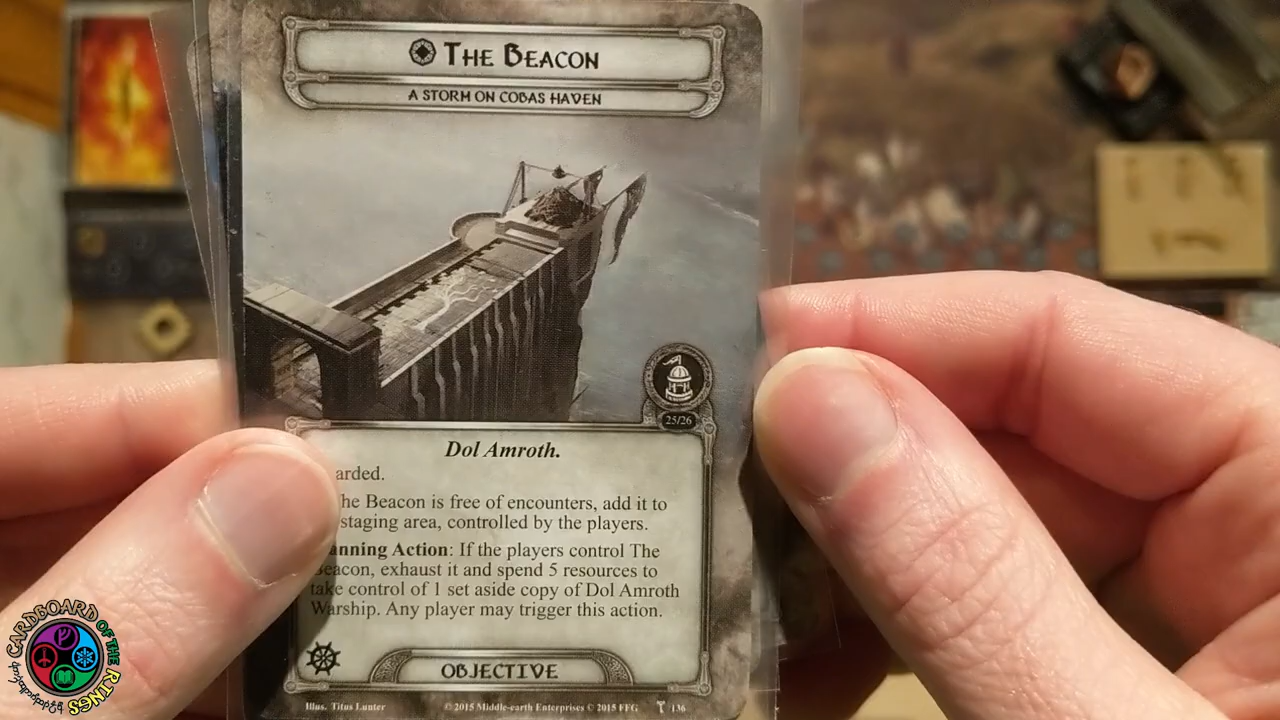 THE BEACON
A STORM ON COBAS HAVEN
25/26
Dol Amroth.
arded.
he Beacon is free of encounters, add it to
staging area, controlled by the players.
anning Action: If the players control The
Beacon, exhaust it and spend 5 resources to
take control of 1 set aside copy of Dol Amroth
Warship. Any player may trigger this action.
OBJECTIVE
Illus. Titus Lunter
© 2015 Middle-earth Enterprises © 2015 FFG
136
CARDBOARD OF THE RINGS